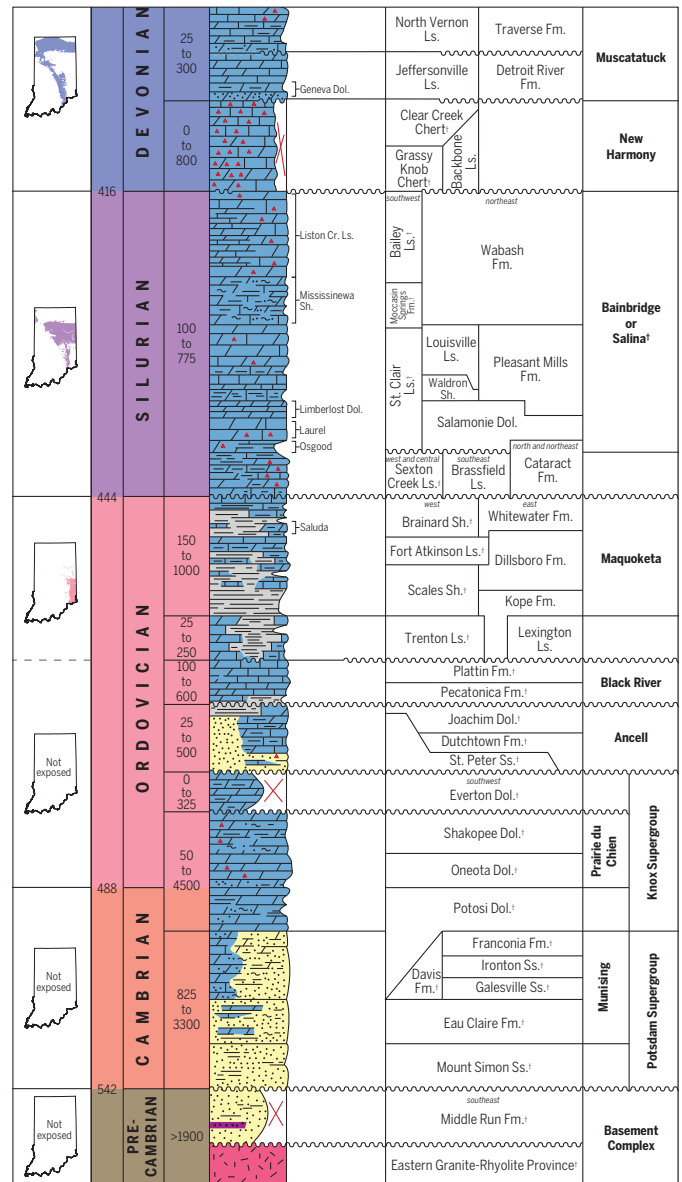 DEVONIAN
25
to
300
Geneva Dol.
North Vernon
Ls.
Traverse Fm.
Jeffersonville
Ls.
Detroit River
Fm.
Muscatatuck
0
to
800
Clear Creek
Chert†
Grassy
Knob
Chert†
Backbone
Ls.
New
Harmony
416
SILURIAN
100
to
775
Liston Cr. Ls.
Mississinewa
Sh.
Limberlost Dol.
Laurel
Osgood
southwest
northeast
Bailey
Ls.†
Wabash
Fm.
Moccasin
Springs
Fm.†
St. Clair
Ls.†
Louisville
Ls.
Waldron
Sh.
Pleasant Mills
Fm.
Salamonie Dol.
Bainbridge
or
Salina†
west and central
Sexton
Creek Ls.†
southeast
Brassfield
Ls.
north and northeast
Cataract
Fm.
444
ORDOVICIAN
150
to
1000
Saluda
west
east
Brainard Sh.†
Whitewater Fm.
Fort Atkinson Ls.†
Dillsboro Fm.
Scales Sh.†
Kope Fm.
Maquoketa
25
to
250
Trenton Ls.†
Lexington
Ls.
100
to
600
Plattin Fm.†
Pecatonica Fm.†
Black River
Not
exposed
25
to
500
Joachim Dol.†
Dutchtown Fm.†
St. Peter Ss.†
Ancell
0
to
325
southwest
Everton Dol.†
50
to
4500
Shakopee Dol.†
Oneota Dol.†
Prairie du
Chien
Knox Supergroup
488
Potosi Dol.†
CAMBRIAN
Not
exposed
825
to
3300
Davis
Fm.†
Franconia Fm.†
Ironton Ss.†
Galesville Ss.†
Eau Claire Fm.†
Mount Simon Ss.†
Munising
Potsdam Supergroup
542
PRE-
CAMBRIAN
Not
exposed
>1900
southeast
Middle Run Fm.†
Eastern Granite-Rhyolite Province†
Basement
Complex